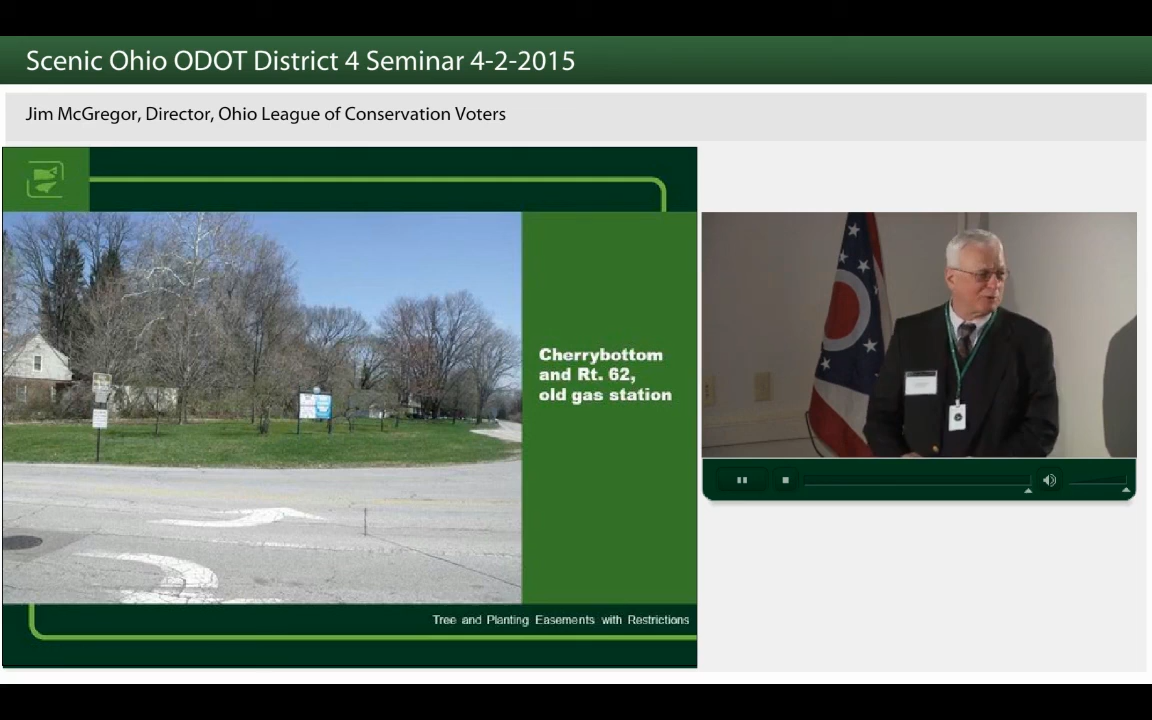 Scenic Ohio ODOT District 4 Seminar 4-2-2015
Jim McGregor, Director, Ohio League of Conservation Voters
Cherrybottom
and Rt. 62,
old gas station
Tree and Planting Easements with Restrictions